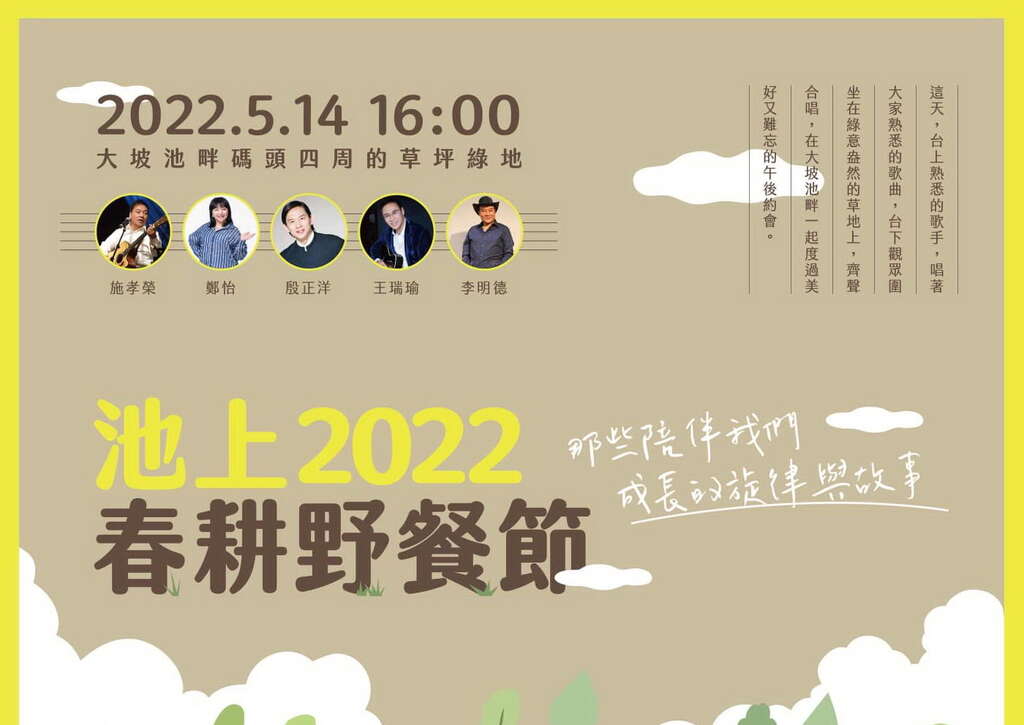 2022.5.14 16:00
大坡池畔碼頭四周的草坪綠地
施孝榮
鄭怡
殷正洋
王瑞瑜
李明德
這天，台上熟悉的歌手，唱著
大家熟悉的歌曲，台下觀眾圍
坐在綠意盎然的草地上，齊聲
合唱，在大坡池畔一起度過美
好又難忘的午後約會。
池上2022
春耕野餐節
那些陪伴我們
成長的旋律與故事